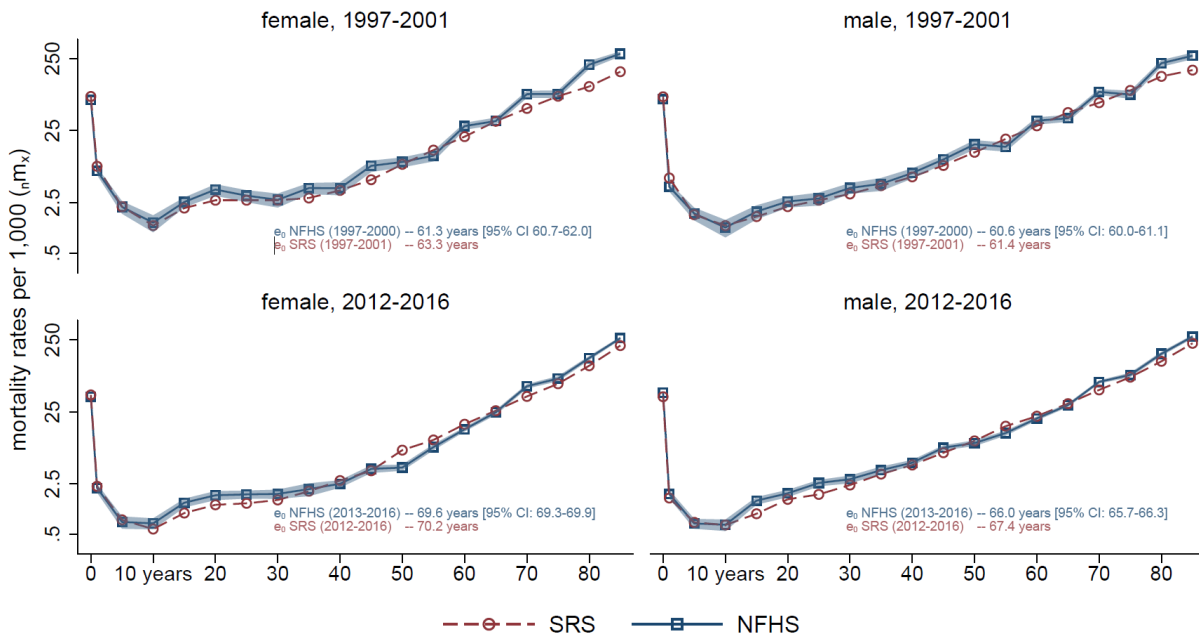 female, 1997-2001
male, 1997-2001
mortality rates per 1,000 (ₙmₓ)
250
25
2.5
.5
e₀ NFHS (1997-2000) -- 61.3 years [95% CI 60.7-62.0]
e₀ SRS (1997-2001) -- 63.3 years
e₀ NFHS (1997-2000) -- 60.6 years [95% CI: 60.0-61.1]
e₀ SRS (1997-2001) -- 61.4 years
female, 2012-2016
male, 2012-2016
250
25
2.5
.5
e₀ NFHS (2013-2016) -- 69.6 years [95% CI: 69.3-69.9]
e₀ SRS (2012-2016) -- 70.2 years
e₀ NFHS (2013-2016) -- 66.0 years [95% CI: 65.7-66.3]
e₀ SRS (2012-2016) -- 67.4 years
0 10 years 20 30 40 50 60 70 80
0 10 years 20 30 40 50 60 70 80
SRS NFHS